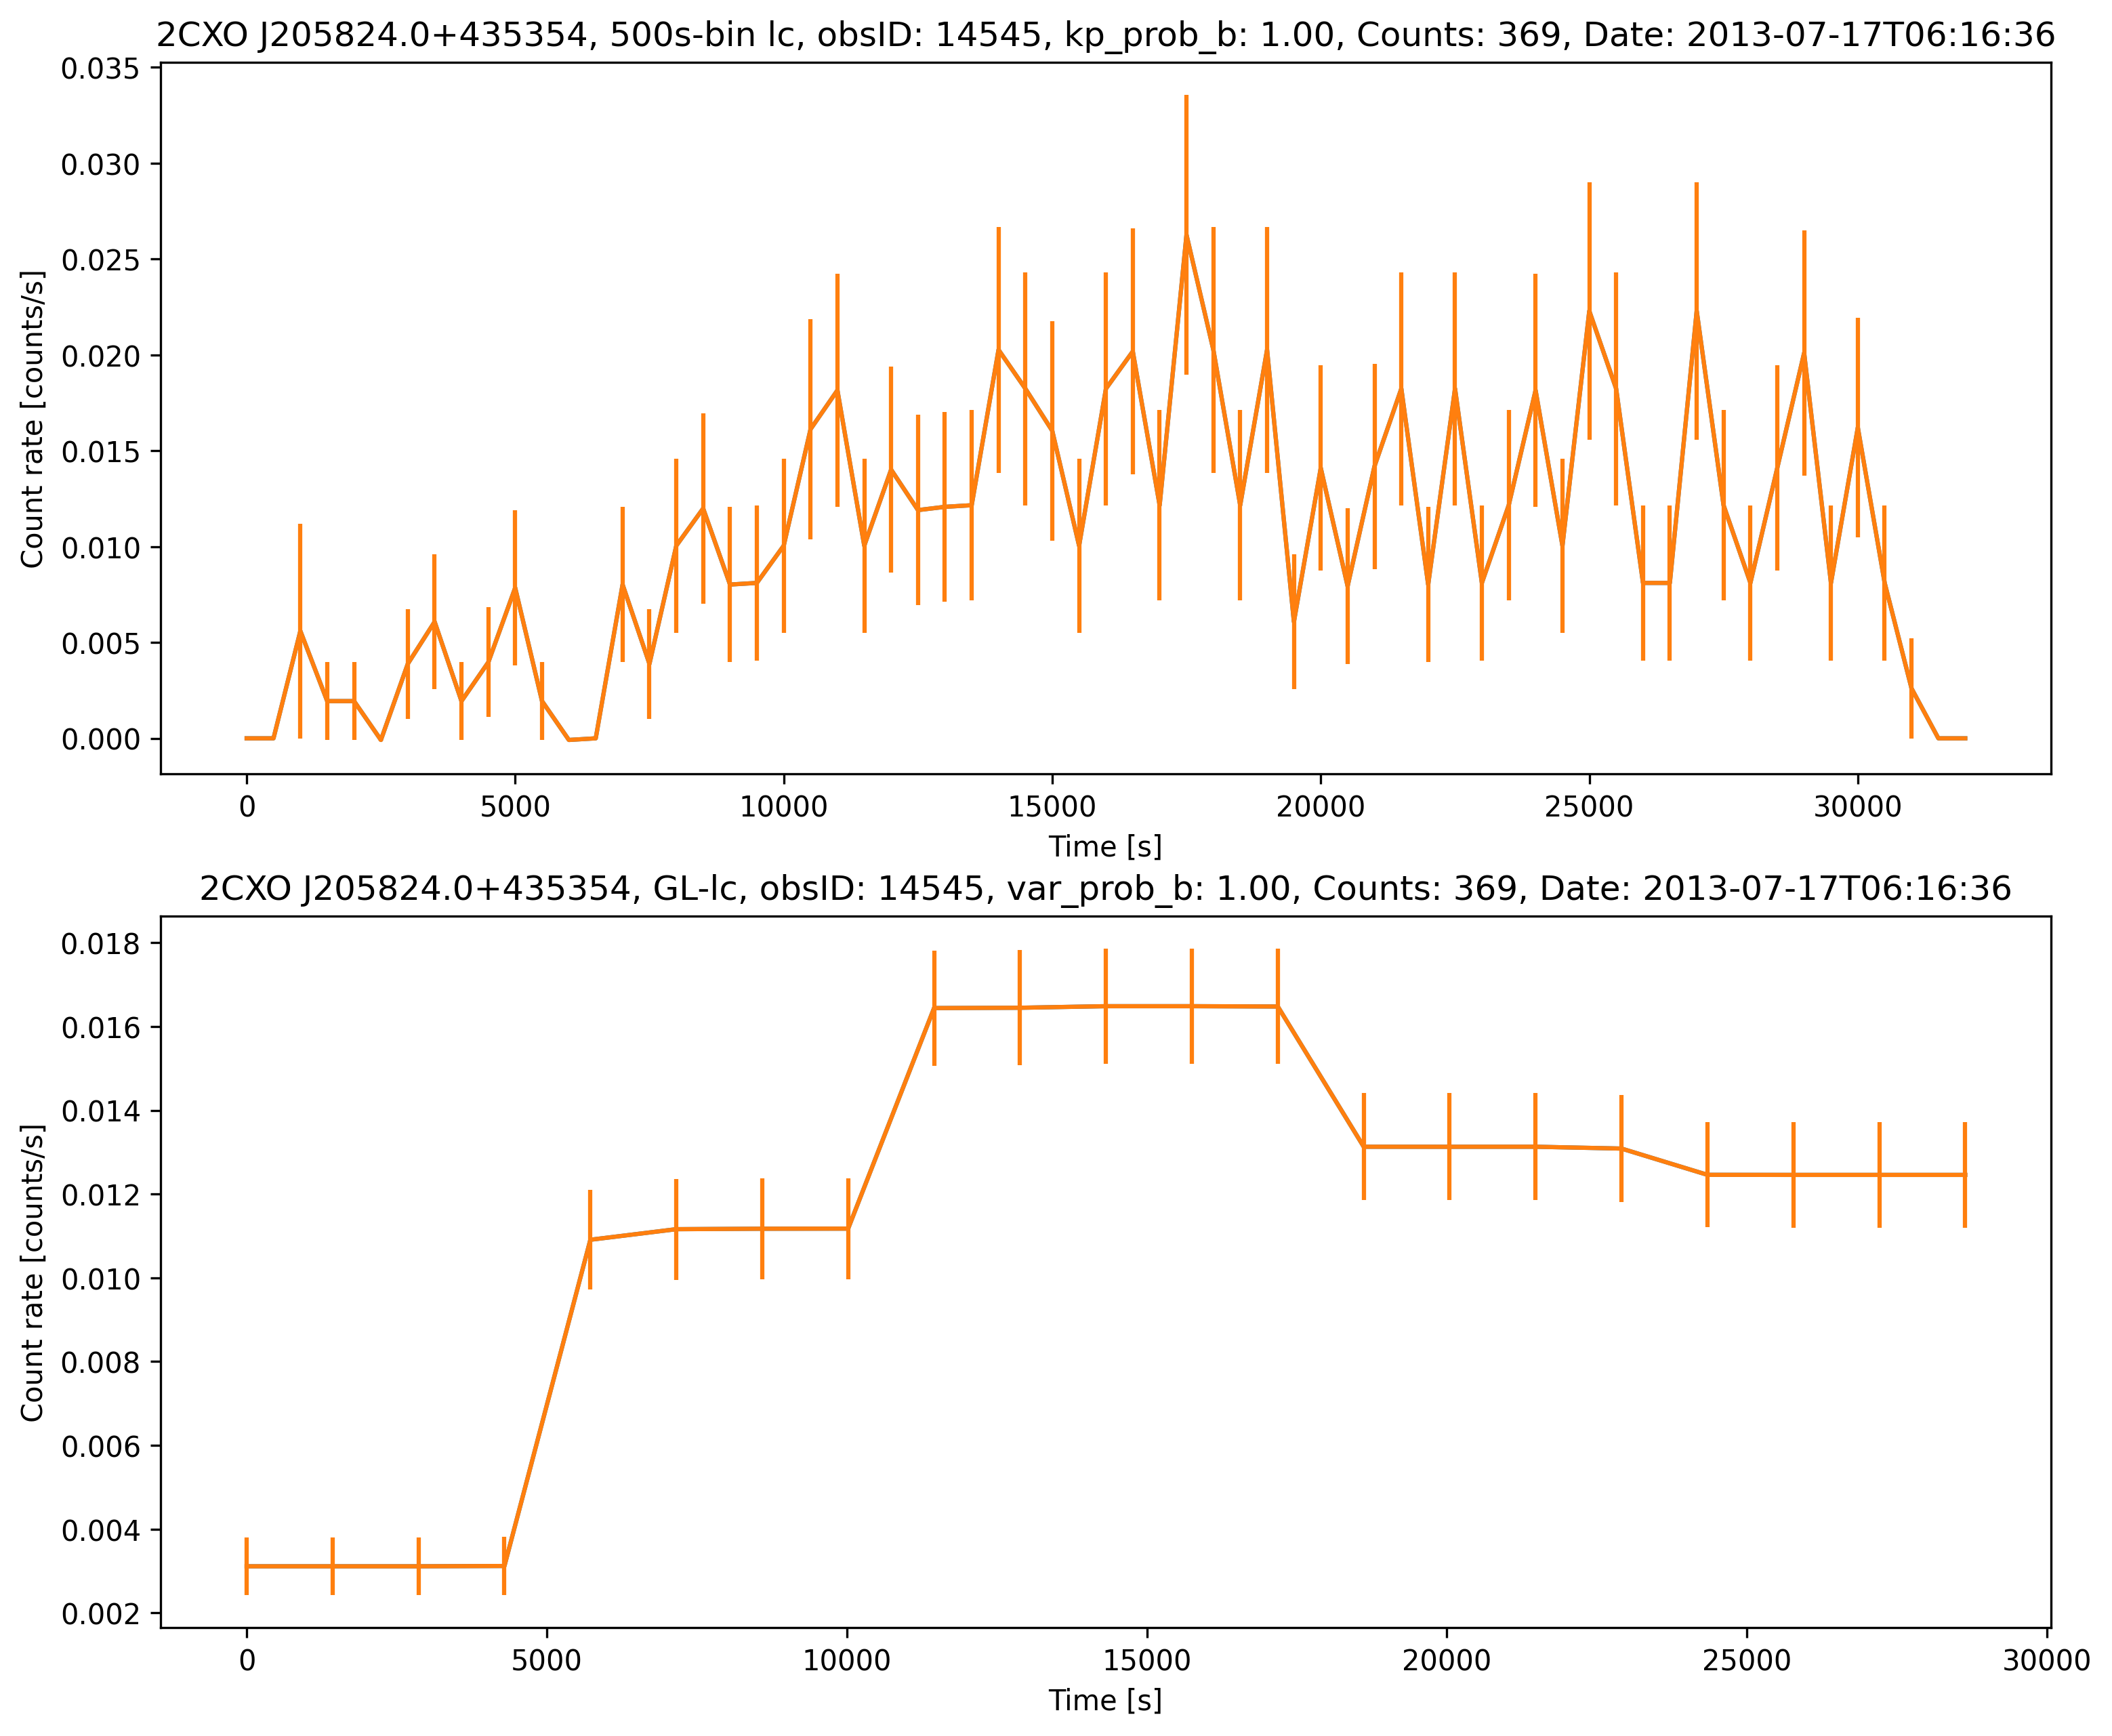 2CXO J205824.0+435354, 500s-bin lc, obsID: 14545, kp_prob_b: 1.00, Counts: 369, Date: 2013-07-17T06:16:36
0.035
0.030
0.025
0.020
0.015
0.010
0.005
0.000
Count rate [counts/s]
0 5000 10000 15000 20000 25000 30000
Time [s]
2CXO J205824.0+435354, GL-lc, obsID: 14545, var_prob_b: 1.00, Counts: 369, Date: 2013-07-17T06:16:36
0.018
0.016
0.014
0.012
0.010
0.008
0.006
0.004
0.002
Count rate [counts/s]
0 5000 10000 15000 20000 25000 30000
Time [s]